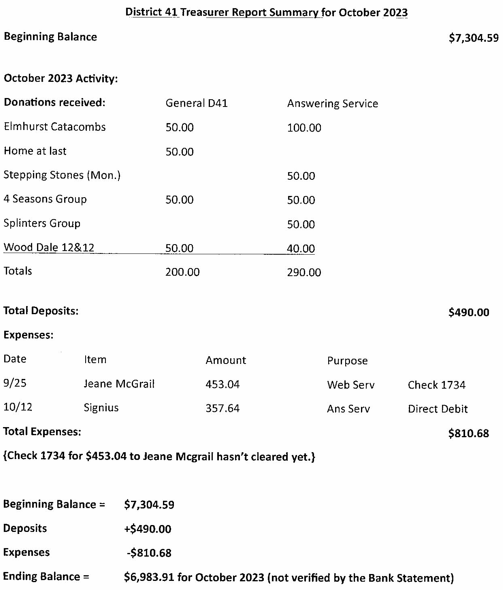 District 41 Treasurer Report Summary for October 2023
Beginning Balance $7,304.59
October 2023 Activity:
Donations received: General D41 Answering Service
Elmhurst Catacombs 50.00 100.00
Home at last 50.00
Stepping Stones (Mon.) 50.00
4 Seasons Group 50.00 50.00
Splinters Group 50.00
Wood Dale 12&12 50.00 40.00
Totals 200.00 290.00
Total Deposits: $490.00
Expenses:
Date Item Amount Purpose
9/25 Jeane McGrail 453.04 Web Serv Check 1734
10/12 Signius 357.64 Ans Serv Direct Debit
Total Expenses: $810.68
{Check 1734 for $453.04 to Jeane Mcgrail hasn't cleared yet.}
Beginning Balance = $7,304.59
Deposits +$490.00
Expenses -$810.68
Ending Balance = $6,983.91 for October 2023 (not verified by the Bank Statement)